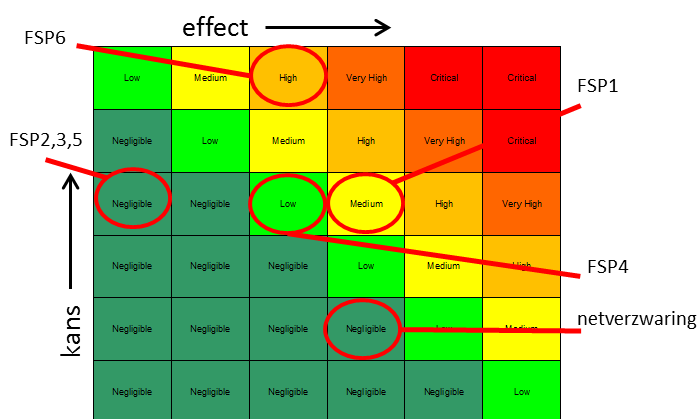 effect
FSP6
Low Medium High Very High Critical Critical
FSP1
Negligible Low Medium High Very High Critical
FSP2,3,5
Negligible Negligible Low Medium High Very High
Negligible Negligible Negligible Low Medium High
FSP4
kans
Negligible Negligible Negligible Negligible Low Medium
netverzwaring
Negligible Negligible Negligible Negligible Negligible Low